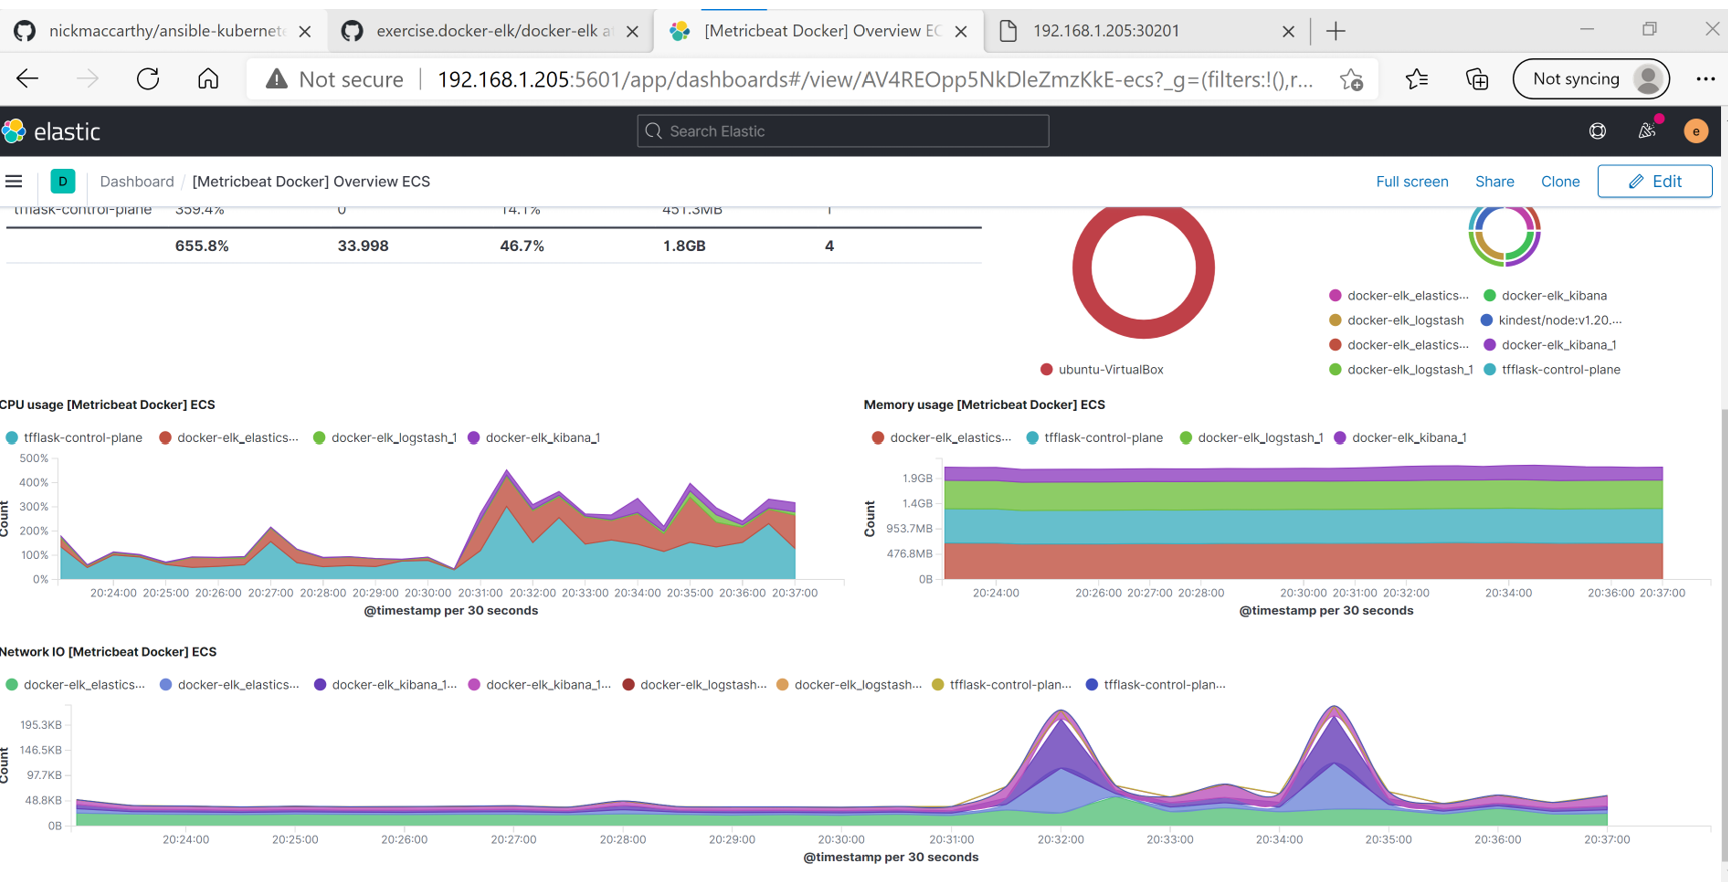 nickmaccarthy/ansible-kubernete
exercise.docker-elk/docker-elk at
[Metricbeat Docker] Overview EC
192.168.1.205:30201
Not secure
192.168.1.205:5601/app/dashboards#/view/AV4REOpp5NkDleZmzKkE-ecs?_g=(filters:!(),r...
Not syncing
elastic
Search Elastic
e
D
Dashboard / [Metricbeat Docker] Overview ECS
Full screen
Share
Clone
Edit
tfflask-control-plane 359.4% 0 14.1% 451.3MB 1
655.8% 33.998 46.7% 1.8GB 4
ubuntu-VirtualBox
docker-elk_elastics... docker-elk_kibana
docker-elk_logstash kindest/node:v1.20....
docker-elk_elastics... docker-elk_kibana_1
docker-elk_logstash_1 tfflask-control-plane
CPU usage [Metricbeat Docker] ECS
tfflask-control-plane docker-elk_elastics... docker-elk_logstash_1 docker-elk_kibana_1
500%
400%
300%
200%
100%
0%
Count
20:24:00 20:25:00 20:26:00 20:27:00 20:28:00 20:29:00 20:30:00 20:31:00 20:32:00 20:33:00 20:34:00 20:35:00 20:36:00 20:37:00
@timestamp per 30 seconds
Memory usage [Metricbeat Docker] ECS
docker-elk_elastics... tfflask-control-plane docker-elk_logstash_1 docker-elk_kibana_1
1.9GB
1.4GB
953.7MB
476.8MB
0B
Count
20:24:00 20:26:00 20:27:00 20:28:00 20:30:00 20:31:00 20:32:00 20:34:00 20:36:00 20:37:00
@timestamp per 30 seconds
Network IO [Metricbeat Docker] ECS
docker-elk_elastics... docker-elk_elastics... docker-elk_kibana_1... docker-elk_kibana_1... docker-elk_logstash... docker-elk_logstash... tfflask-control-plan... tfflask-control-plan...
195.3KB
146.5KB
97.7KB
48.8KB
0B
Count
20:24:00 20:25:00 20:26:00 20:27:00 20:28:00 20:29:00 20:30:00 20:31:00 20:32:00 20:33:00 20:34:00 20:35:00 20:36:00 20:37:00
@timestamp per 30 seconds